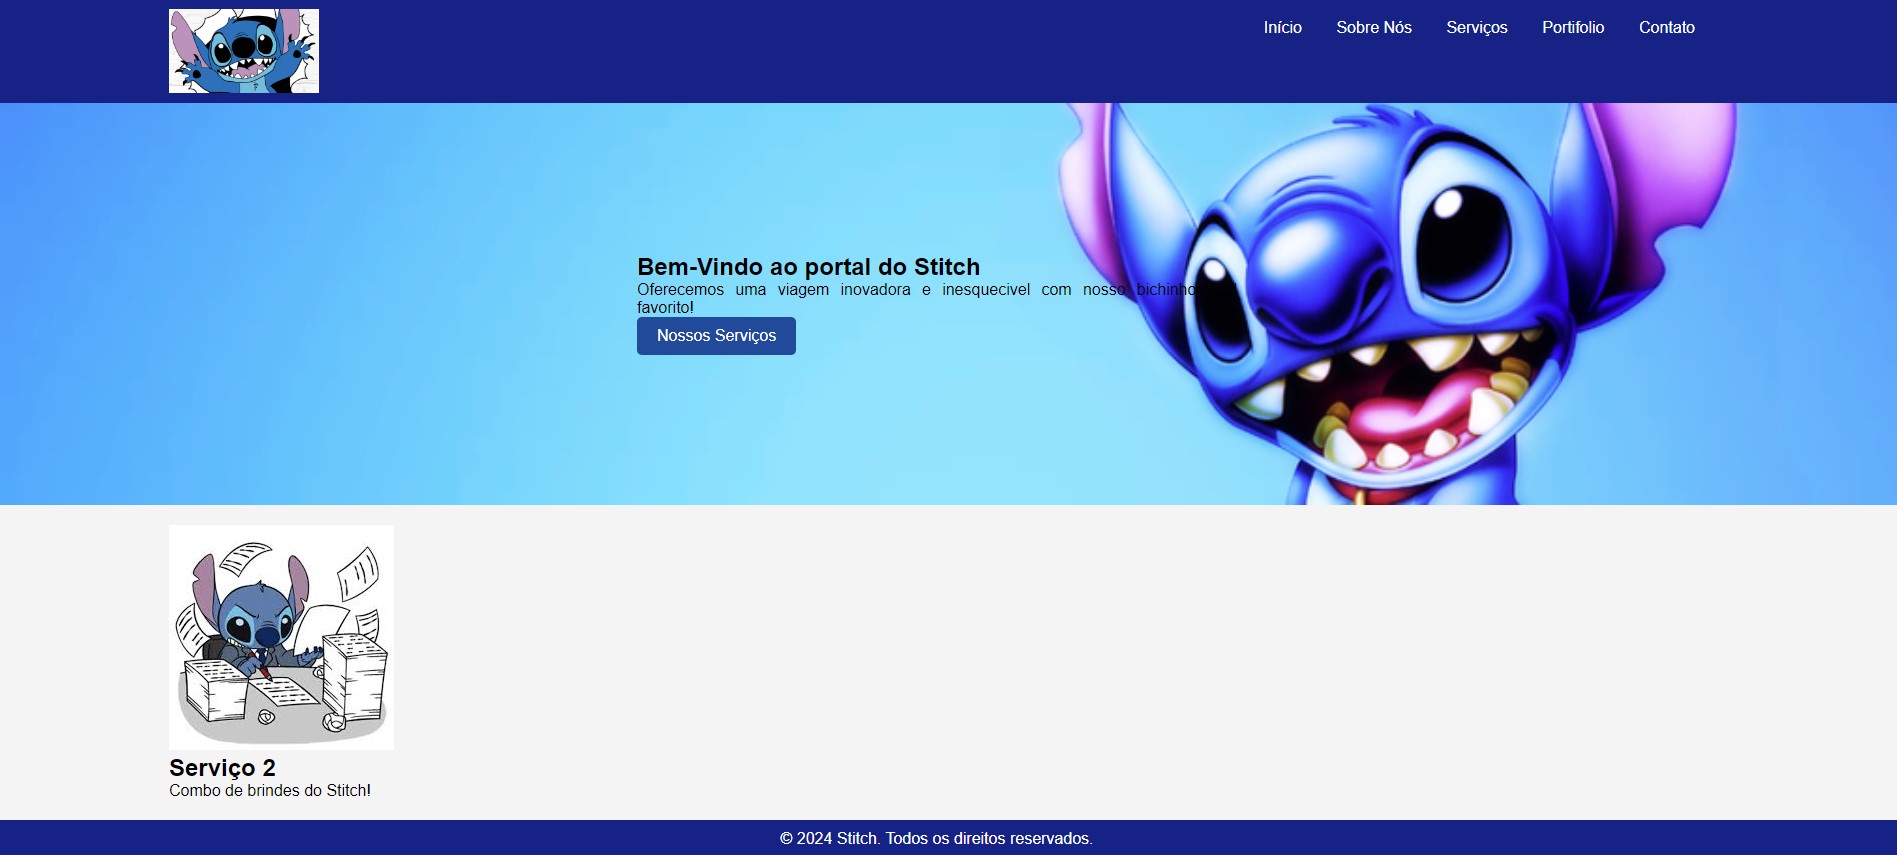 Início Sobre Nós Serviços Portifolio Contato
Bem-Vindo ao portal do Stitch
Oferecemos uma viagem inovadora e inesquecivel com nosso bichinho
favorito!
Nossos Serviços
Serviço 2
Combo de brindes do Stitch!
© 2024 Stitch. Todos os direitos reservados.